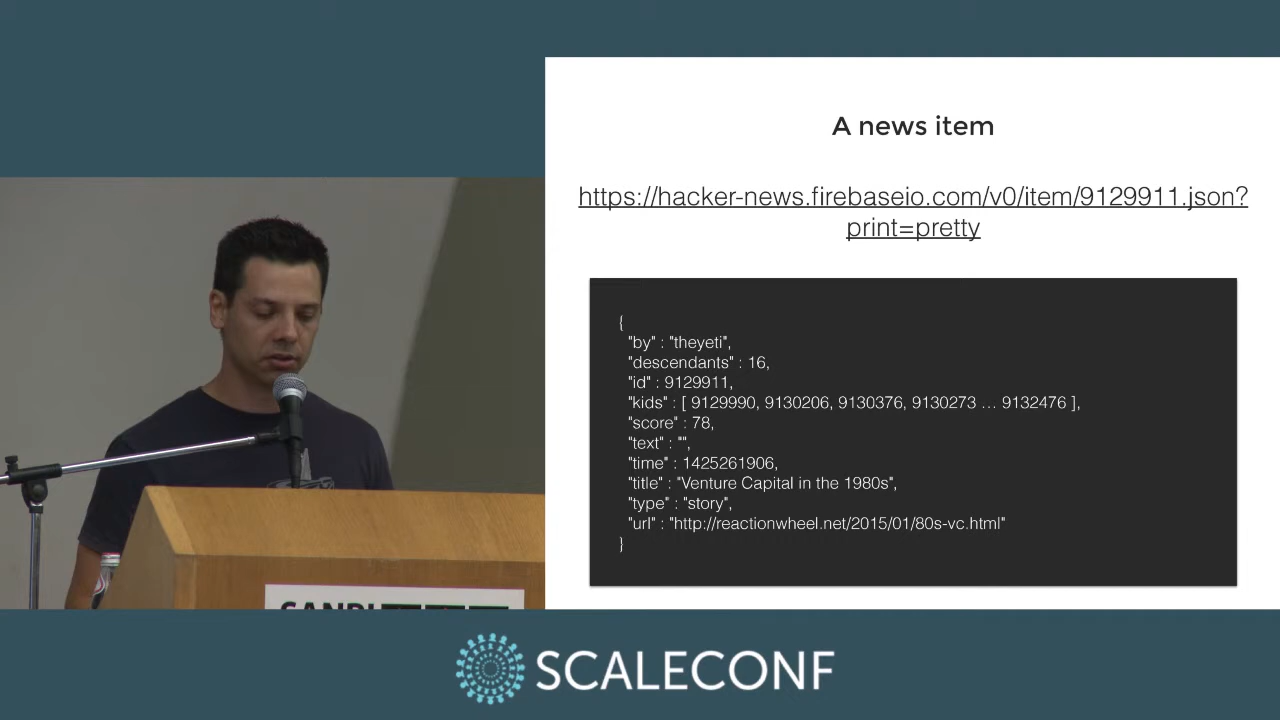 A news item
https://hacker-news.firebaseio.com/v0/item/9129911.json?
print=pretty
{
"by" : "theyeti",
"descendants" : 16,
"id" : 9129911,
"kids" : [ 9129990, 9130206, 9130376, 9130273 … 9132476 ],
"score" : 78,
"text" : "",
"time" : 1425261906,
"title" : "Venture Capital in the 1980s",
"type" : "story",
"url" : "http://reactionwheel.net/2015/01/80s-vc.html"
}
SCALECONF